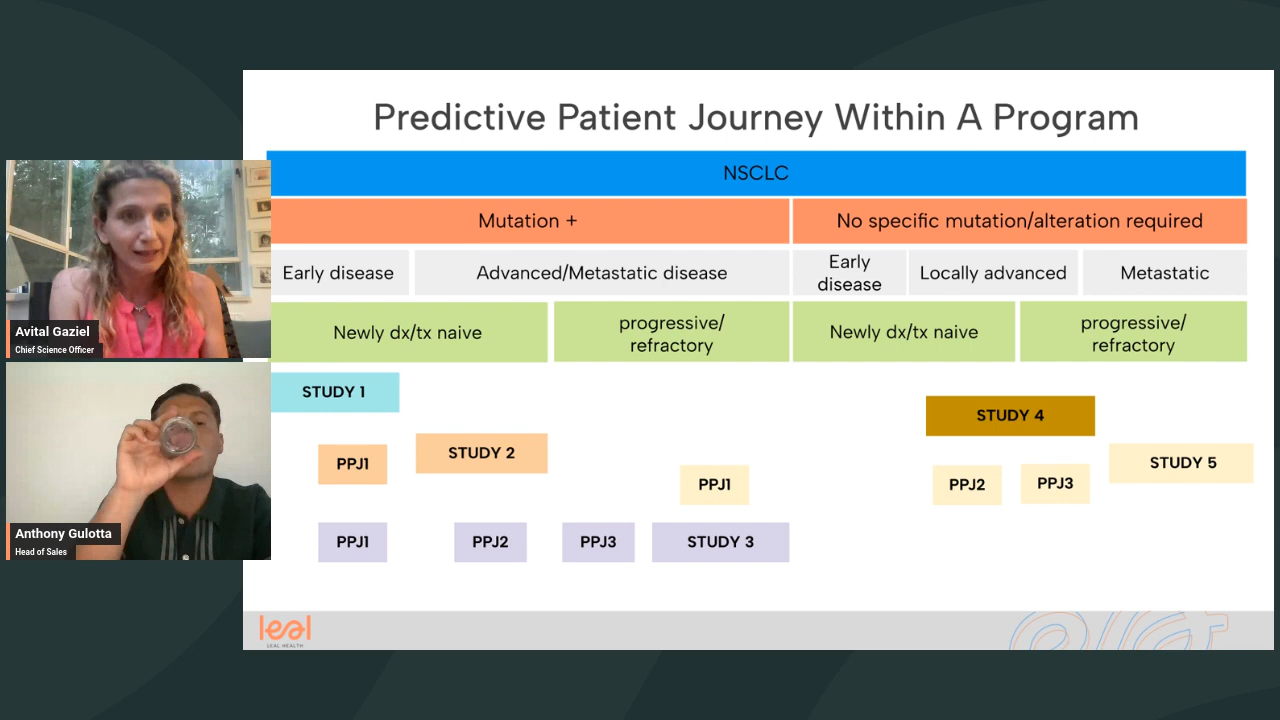 Predictive Patient Journey Within A Program
NSCLC
Mutation +
No specific mutation/alteration required
Early disease
Advanced/Metastatic disease
Early
disease
Locally advanced
Metastatic
Newly dx/tx naive
progressive/
refractory
Newly dx/tx naive
progressive/
refractory
STUDY 1
STUDY 4
PPJ1
STUDY 2
PPJ1
PPJ2
PPJ3
STUDY 5
PPJ1
PPJ2
PPJ3
STUDY 3
Avital Gaziel
Chief Science Officer
Anthony Gulotta
Head of Sales
leal
LEAL HEALTH